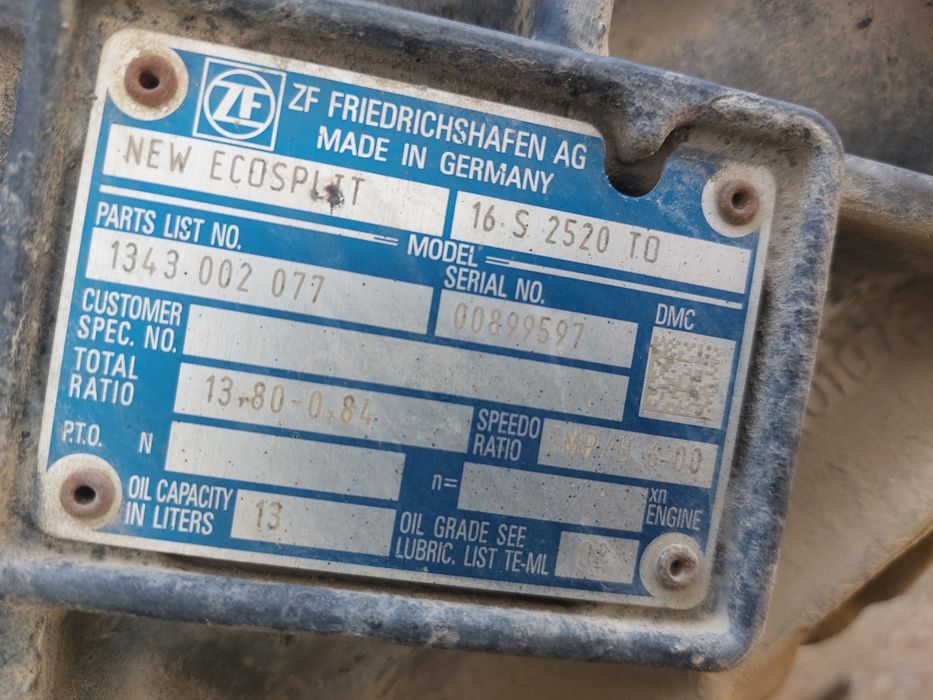 ZF
ZF FRIEDRICHSHAFEN AG
MADE IN GERMANY
NEW ECOSPLIT
16 S 2520 TO
MODEL
PARTS LIST NO.
1343 002 077
SERIAL NO.
00899597
CUSTOMER
SPEC. NO.
DMC
TOTAL
RATIO
13,80-0,84
SPEEDO
RATIO
P.T.O. N
n=
xn
ENGINE
OIL CAPACITY
IN LITERS
13
OIL GRADE SEE
LUBRIC. LIST TE-ML
02